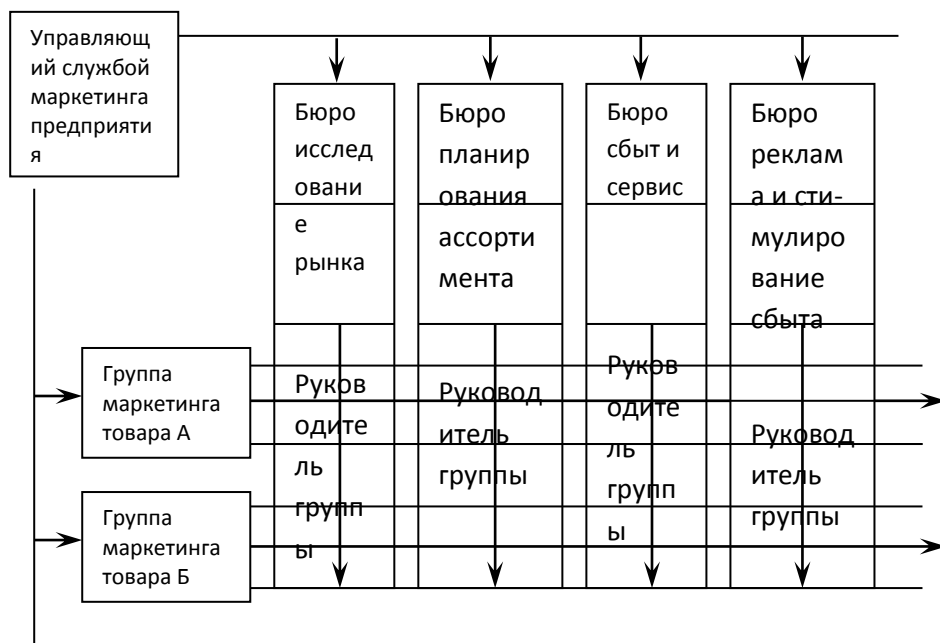 Управляющ
ий службой
маркетинга
предприяти
я
Бюро
исслед
овани
е
рынка
Бюро
планир
ования
ассорти
мента
Бюро
сбыт и
сервис
Бюро
реклам
а и сти-
мулиро
вание
сбыта
Группа
маркетинга
товара А
Руков
одите
ль
групп
ы
Руковод
итель
группы
Руков
одите
ль
групп
ы
Руковод
итель
группы
Группа
маркетинга
товара Б